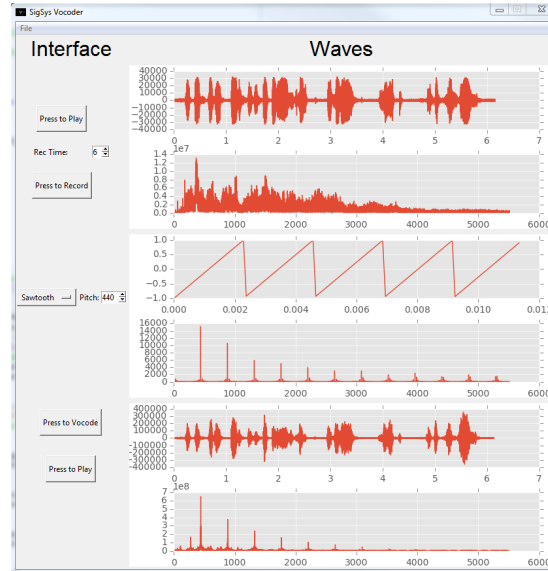 SigSys Vocoder
File
Interface
Waves
40000
30000
20000
10000
0
−10000
−20000
−30000
−40000
0 1 2 3 4 5 6 7
Press to Play
Rec Time: 6
Press to Record
1e7
1.4
1.2
1.0
0.8
0.6
0.4
0.2
0.0
0 1000 2000 3000 4000 5000 6000
1.0
0.5
0.0
−0.5
−1.0
0.000 0.002 0.004 0.006 0.008 0.010 0.012
Sawtooth Pitch: 440
16000
14000
12000
10000
8000
6000
4000
2000
0
0 1000 2000 3000 4000 5000 6000
Press to Vocode
400000
300000
200000
100000
0
−100000
−200000
−300000
−400000
0 1 2 3 4 5 6 7
Press to Play
1e8
7
6
5
4
3
2
1
0
0 1000 2000 3000 4000 5000 6000